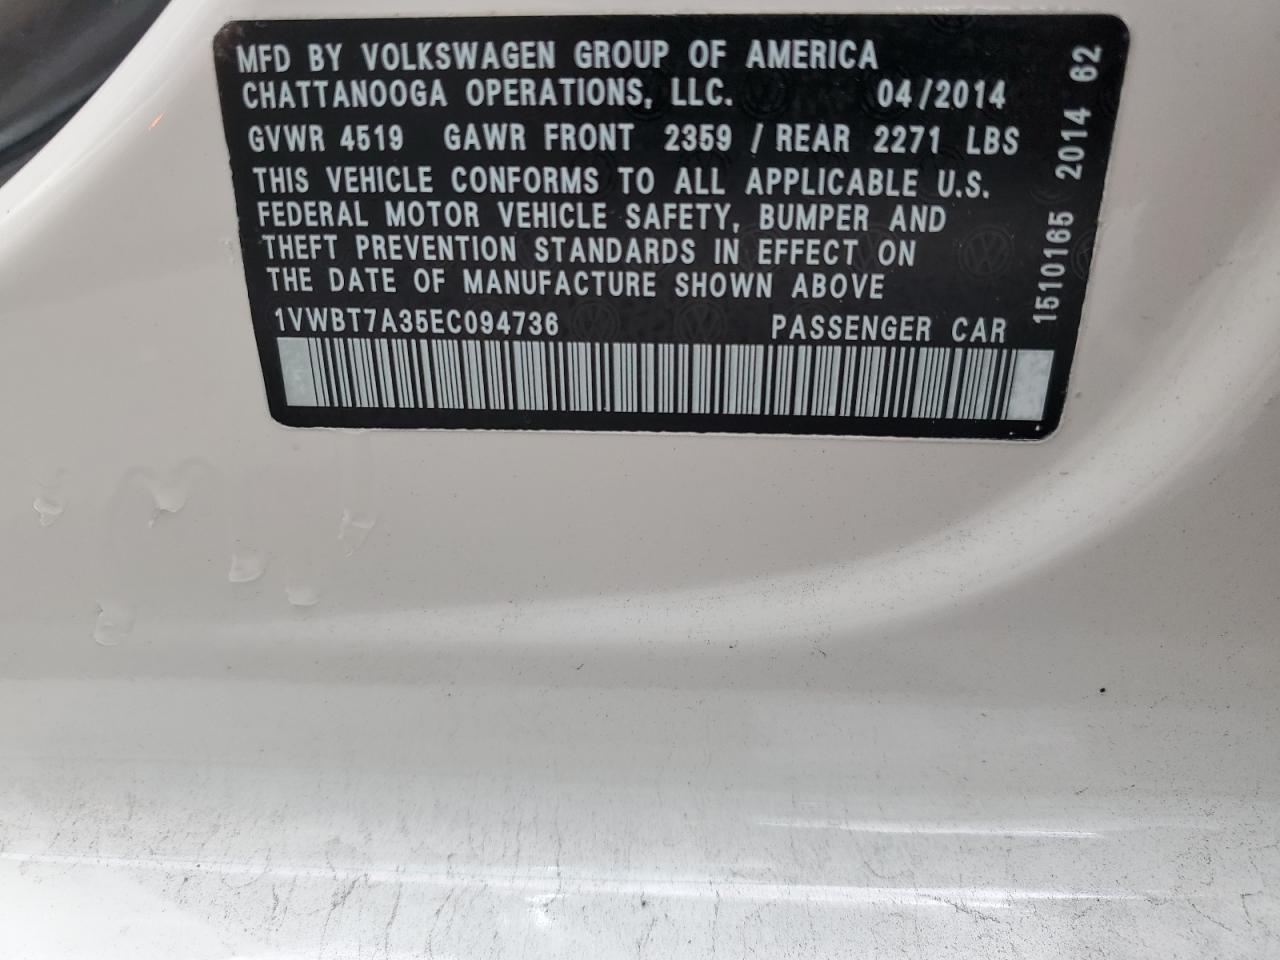 MFD BY VOLKSWAGEN GROUP OF AMERICA
CHATTANOOGA OPERATIONS, LLC. 04/2014
GVWR 4519 GAWR FRONT 2359 / REAR 2271 LBS
THIS VEHICLE CONFORMS TO ALL APPLICABLE U.S.
FEDERAL MOTOR VEHICLE SAFETY, BUMPER AND
THEFT PREVENTION STANDARDS IN EFFECT ON
THE DATE OF MANUFACTURE SHOWN ABOVE
1VWBT7A35EC094736 PASSENGER CAR
1510165 2014 62